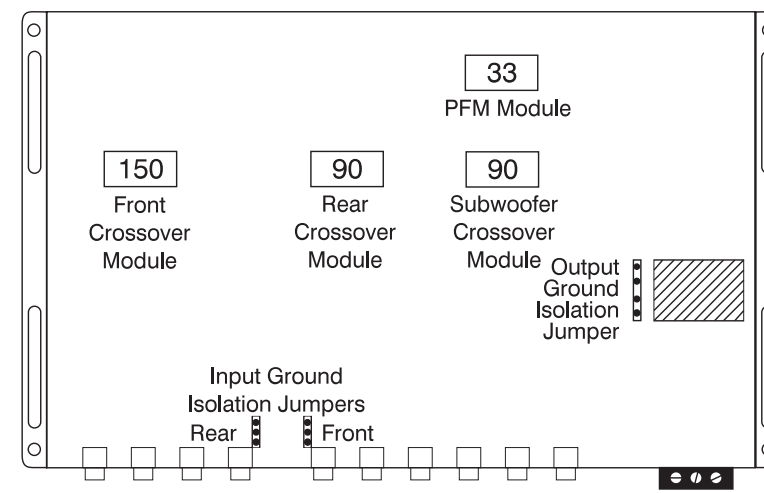 33
PFM Module
150
Front
Crossover
Module
90
Rear
Crossover
Module
90
Subwoofer
Crossover
Module
Output
Ground
Isolation
Jumper
Input Ground
Isolation Jumpers
Rear
Front